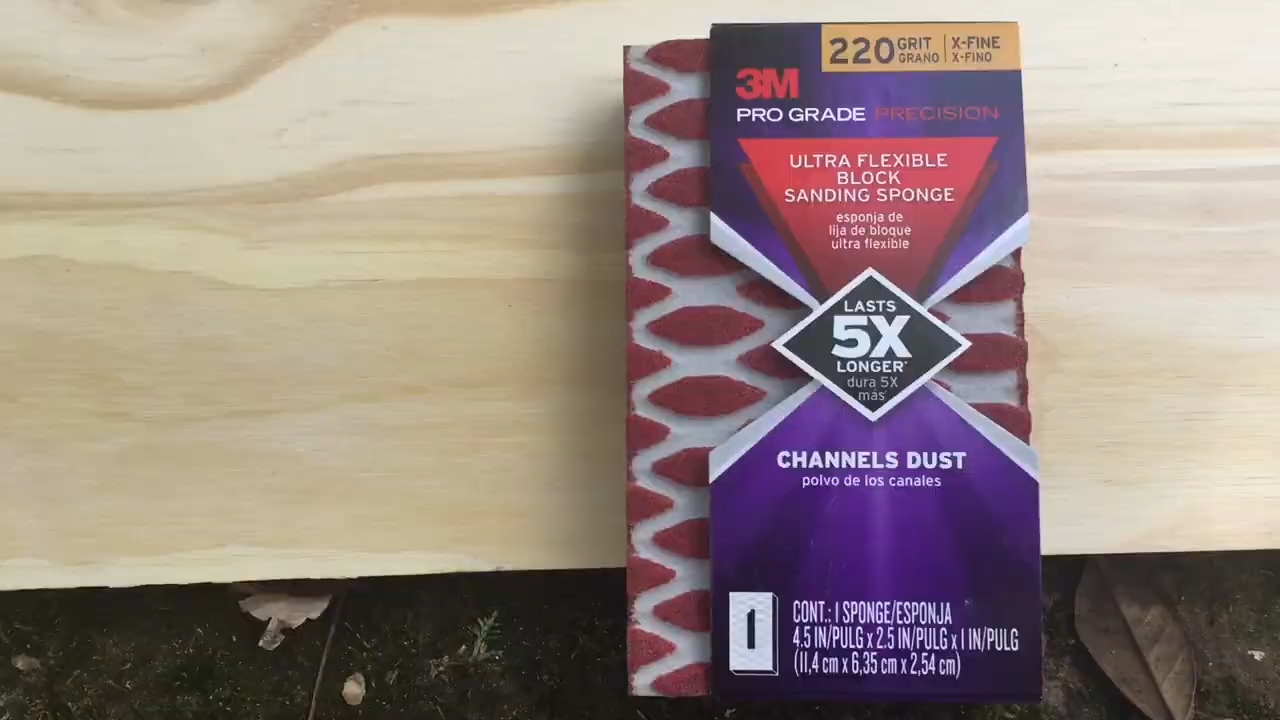 220 GRIT GRANO X-FINE X-FINO
3M
PRO GRADE PRECISION
ULTRA FLEXIBLE
BLOCK
SANDING SPONGE
esponja de
lija de bloque
ultra flexible
LASTS
5X
LONGER*
dura 5X
más*
CHANNELS DUST
polvo de los canales
1
CONT.: 1 SPONGE/ESPONJA
4.5 IN/PULG x 2.5 IN/PULG x 1 IN/PULG
(11,4 cm x 6,35 cm x 2,54 cm)